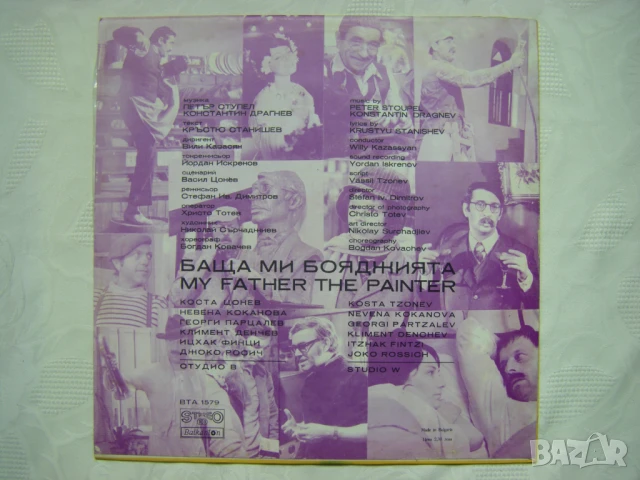 музика
ПЕТЪР СТУПЕЛ
КОНСТАНТИН ДРАГНЕВ
текст
КРЪСТЮ СТАНИШЕВ
диригент
Вили Казасян
тонрежисьор
Йордан Искренов
сценарий
Васил Цонев
режисьор
Стефан Ив. Димитров
оператор
Христо Тотев
художник
Николай Сърчаджиев
хореограф
Богдан Ковачев
music by
PETER STOUPEL
KONSTANTIN DRAGNEV
lyrics by
KRUSTYU STANISHEV
conductor
Willy Kazassyan
sound recording
Yordan Iskrenov
script
Vassil Tzonev
director
Stefan Iv. Dimitrov
director of photography
Christo Totev
art director
Nikolay Surchadjiev
choreography
Bogdan Kovachev
БАЩА МИ БОЯДЖИЯТА
MY FATHER THE PAINTER
КОСТА ЦОНЕВ
НЕВЕНА КОКАНОВА
ГЕОРГИ ПАРЦАЛЕВ
КЛИМЕНТ ДЕНЧЕВ
ИЦХАК ФИНЦИ
ДЖОКО РОСИЧ
СТУДИО В
KOSTA TZONEV
NEVENA KOKANOVA
GEORGI PARTZALEV
KLIMENT DENCHEV
ITZHAK FINTZI
JOKO ROSSICH
STUDIO W
ВТА 1579
STEREO
Balkanton
Made in Bulgaria
BAZAR.bg